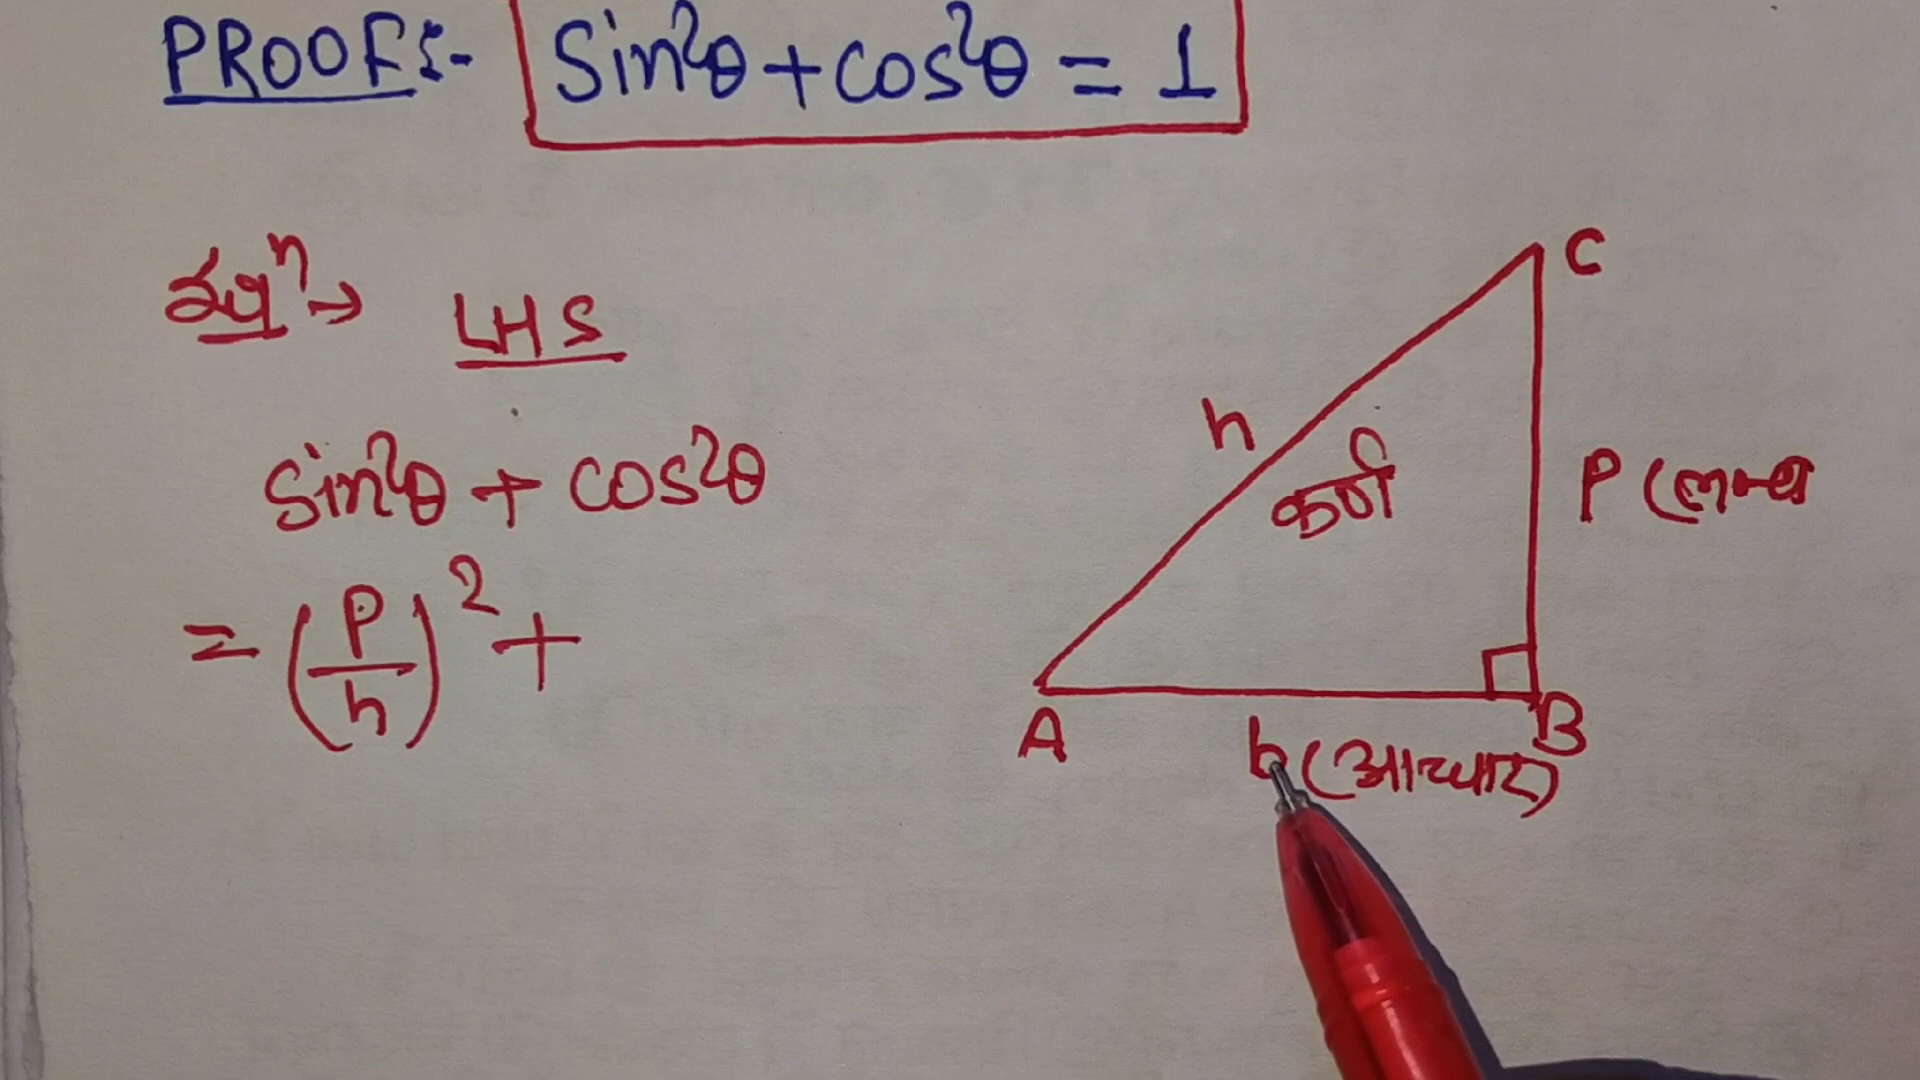 PROOF:- Sin²θ + cos²θ = 1
Solⁿ→ LHS
Sin²θ + cos²θ
= (P/h)² +
C
h
कर्ण
P (लम्ब
A
B
b (आधार)